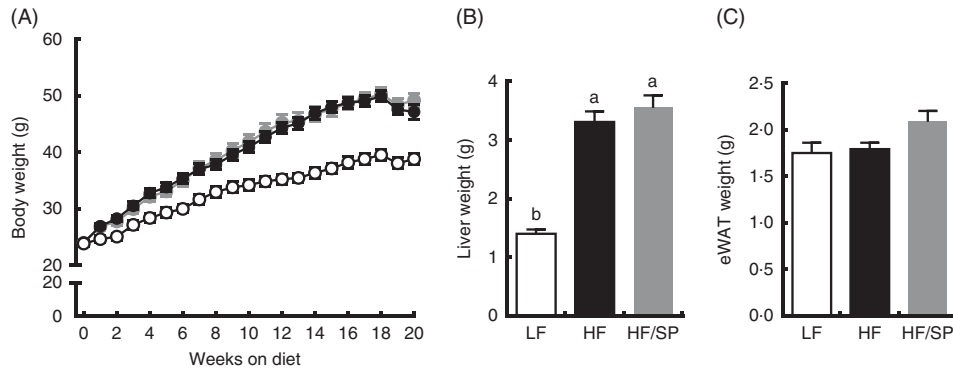 (A)
Body weight (g)
60
50
40
30
20
20
0
0 2 4 6 8 10 12 14 16 18 20
Weeks on diet
(B)
Liver weight (g)
4
3
2
1
0
b
a
a
LF HF HF/SP
(C)
eWAT weight (g)
2·5
2·0
1·5
1·0
0·5
0·0
LF HF HF/SP